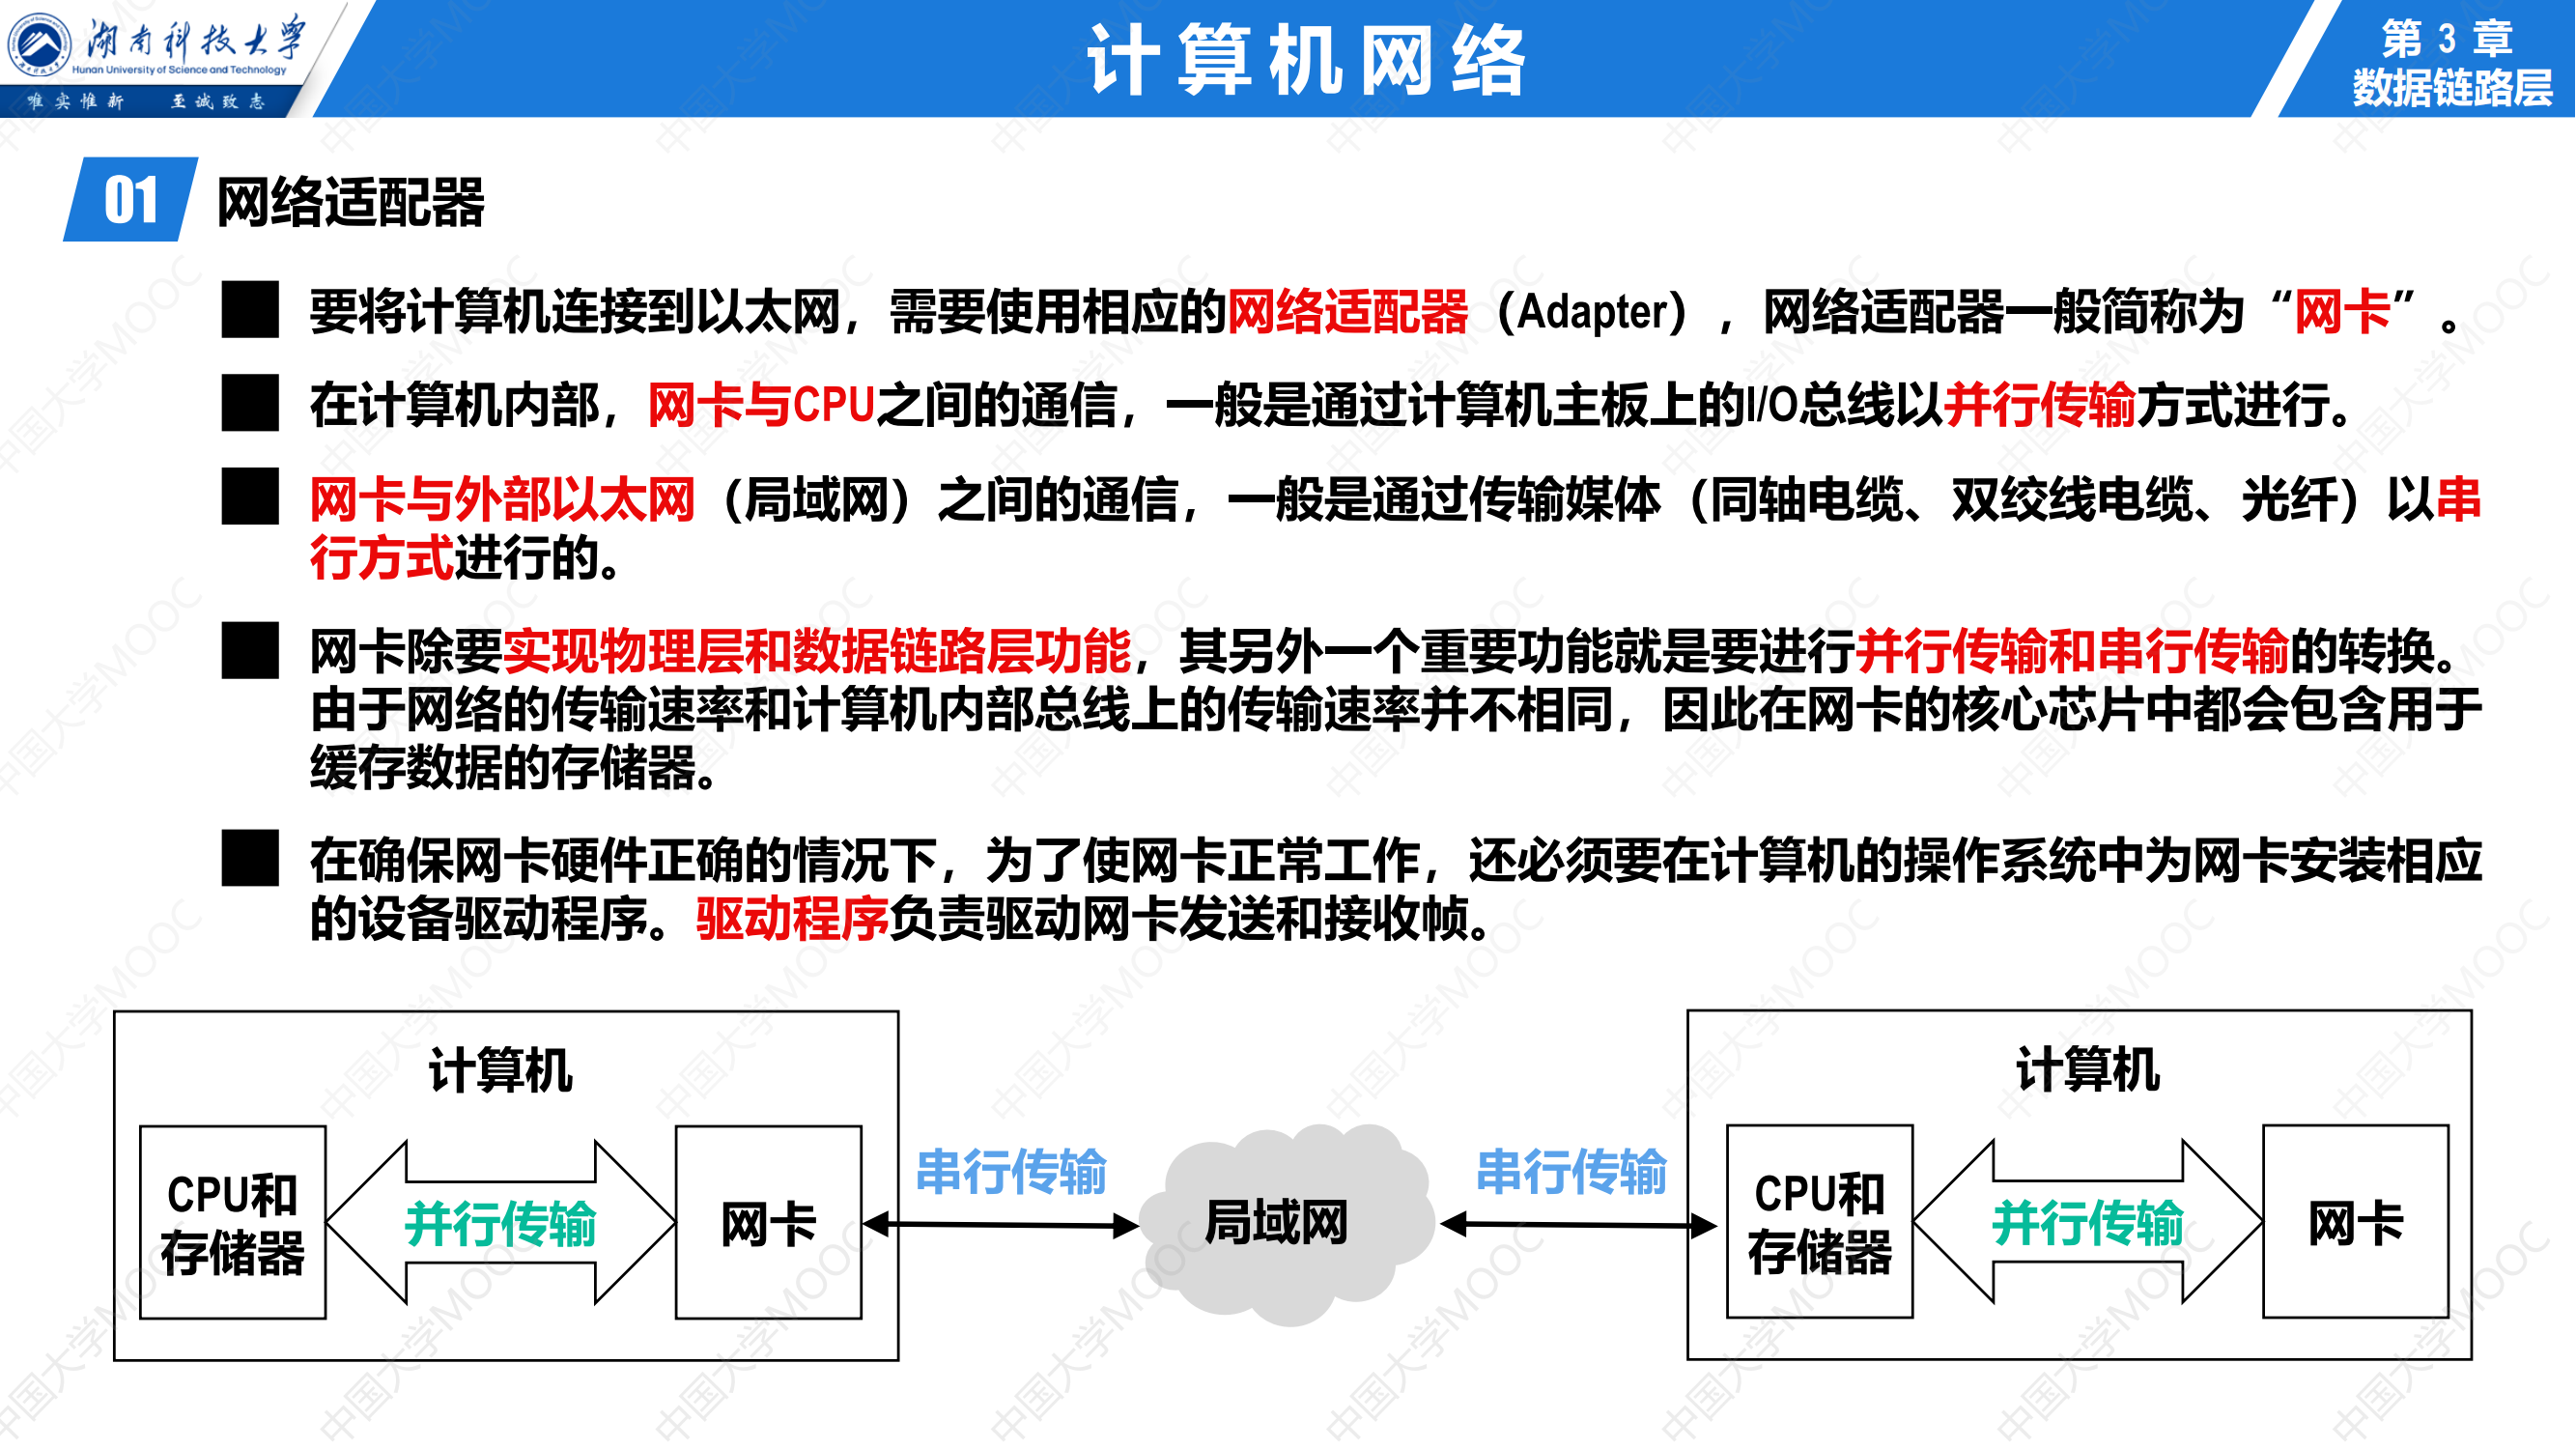 湖南科技大学
Hunan University of Science and Technology
唯实惟新 至诚致志
计算机网络
第 3 章
数据链路层
01 网络适配器
要将计算机连接到以太网，需要使用相应的网络适配器（Adapter），网络适配器一般简称为“网卡”。
在计算机内部，网卡与CPU之间的通信，一般是通过计算机主板上的I/O总线以并行传输方式进行。
网卡与外部以太网（局域网）之间的通信，一般是通过传输媒体（同轴电缆、双绞线电缆、光纤）以串
行方式进行的。
网卡除要实现物理层和数据链路层功能，其另外一个重要功能就是要进行并行传输和串行传输的转换。
由于网络的传输速率和计算机内部总线上的传输速率并不相同，因此在网卡的核心芯片中都会包含用于
缓存数据的存储器。
在确保网卡硬件正确的情况下，为了使网卡正常工作，还必须要在计算机的操作系统中为网卡安装相应
的设备驱动程序。驱动程序负责驱动网卡发送和接收帧。
计算机
CPU和
存储器
并行传输
网卡
串行传输
局域网
串行传输
计算机
CPU和
存储器
并行传输
网卡
中国大学MOOC